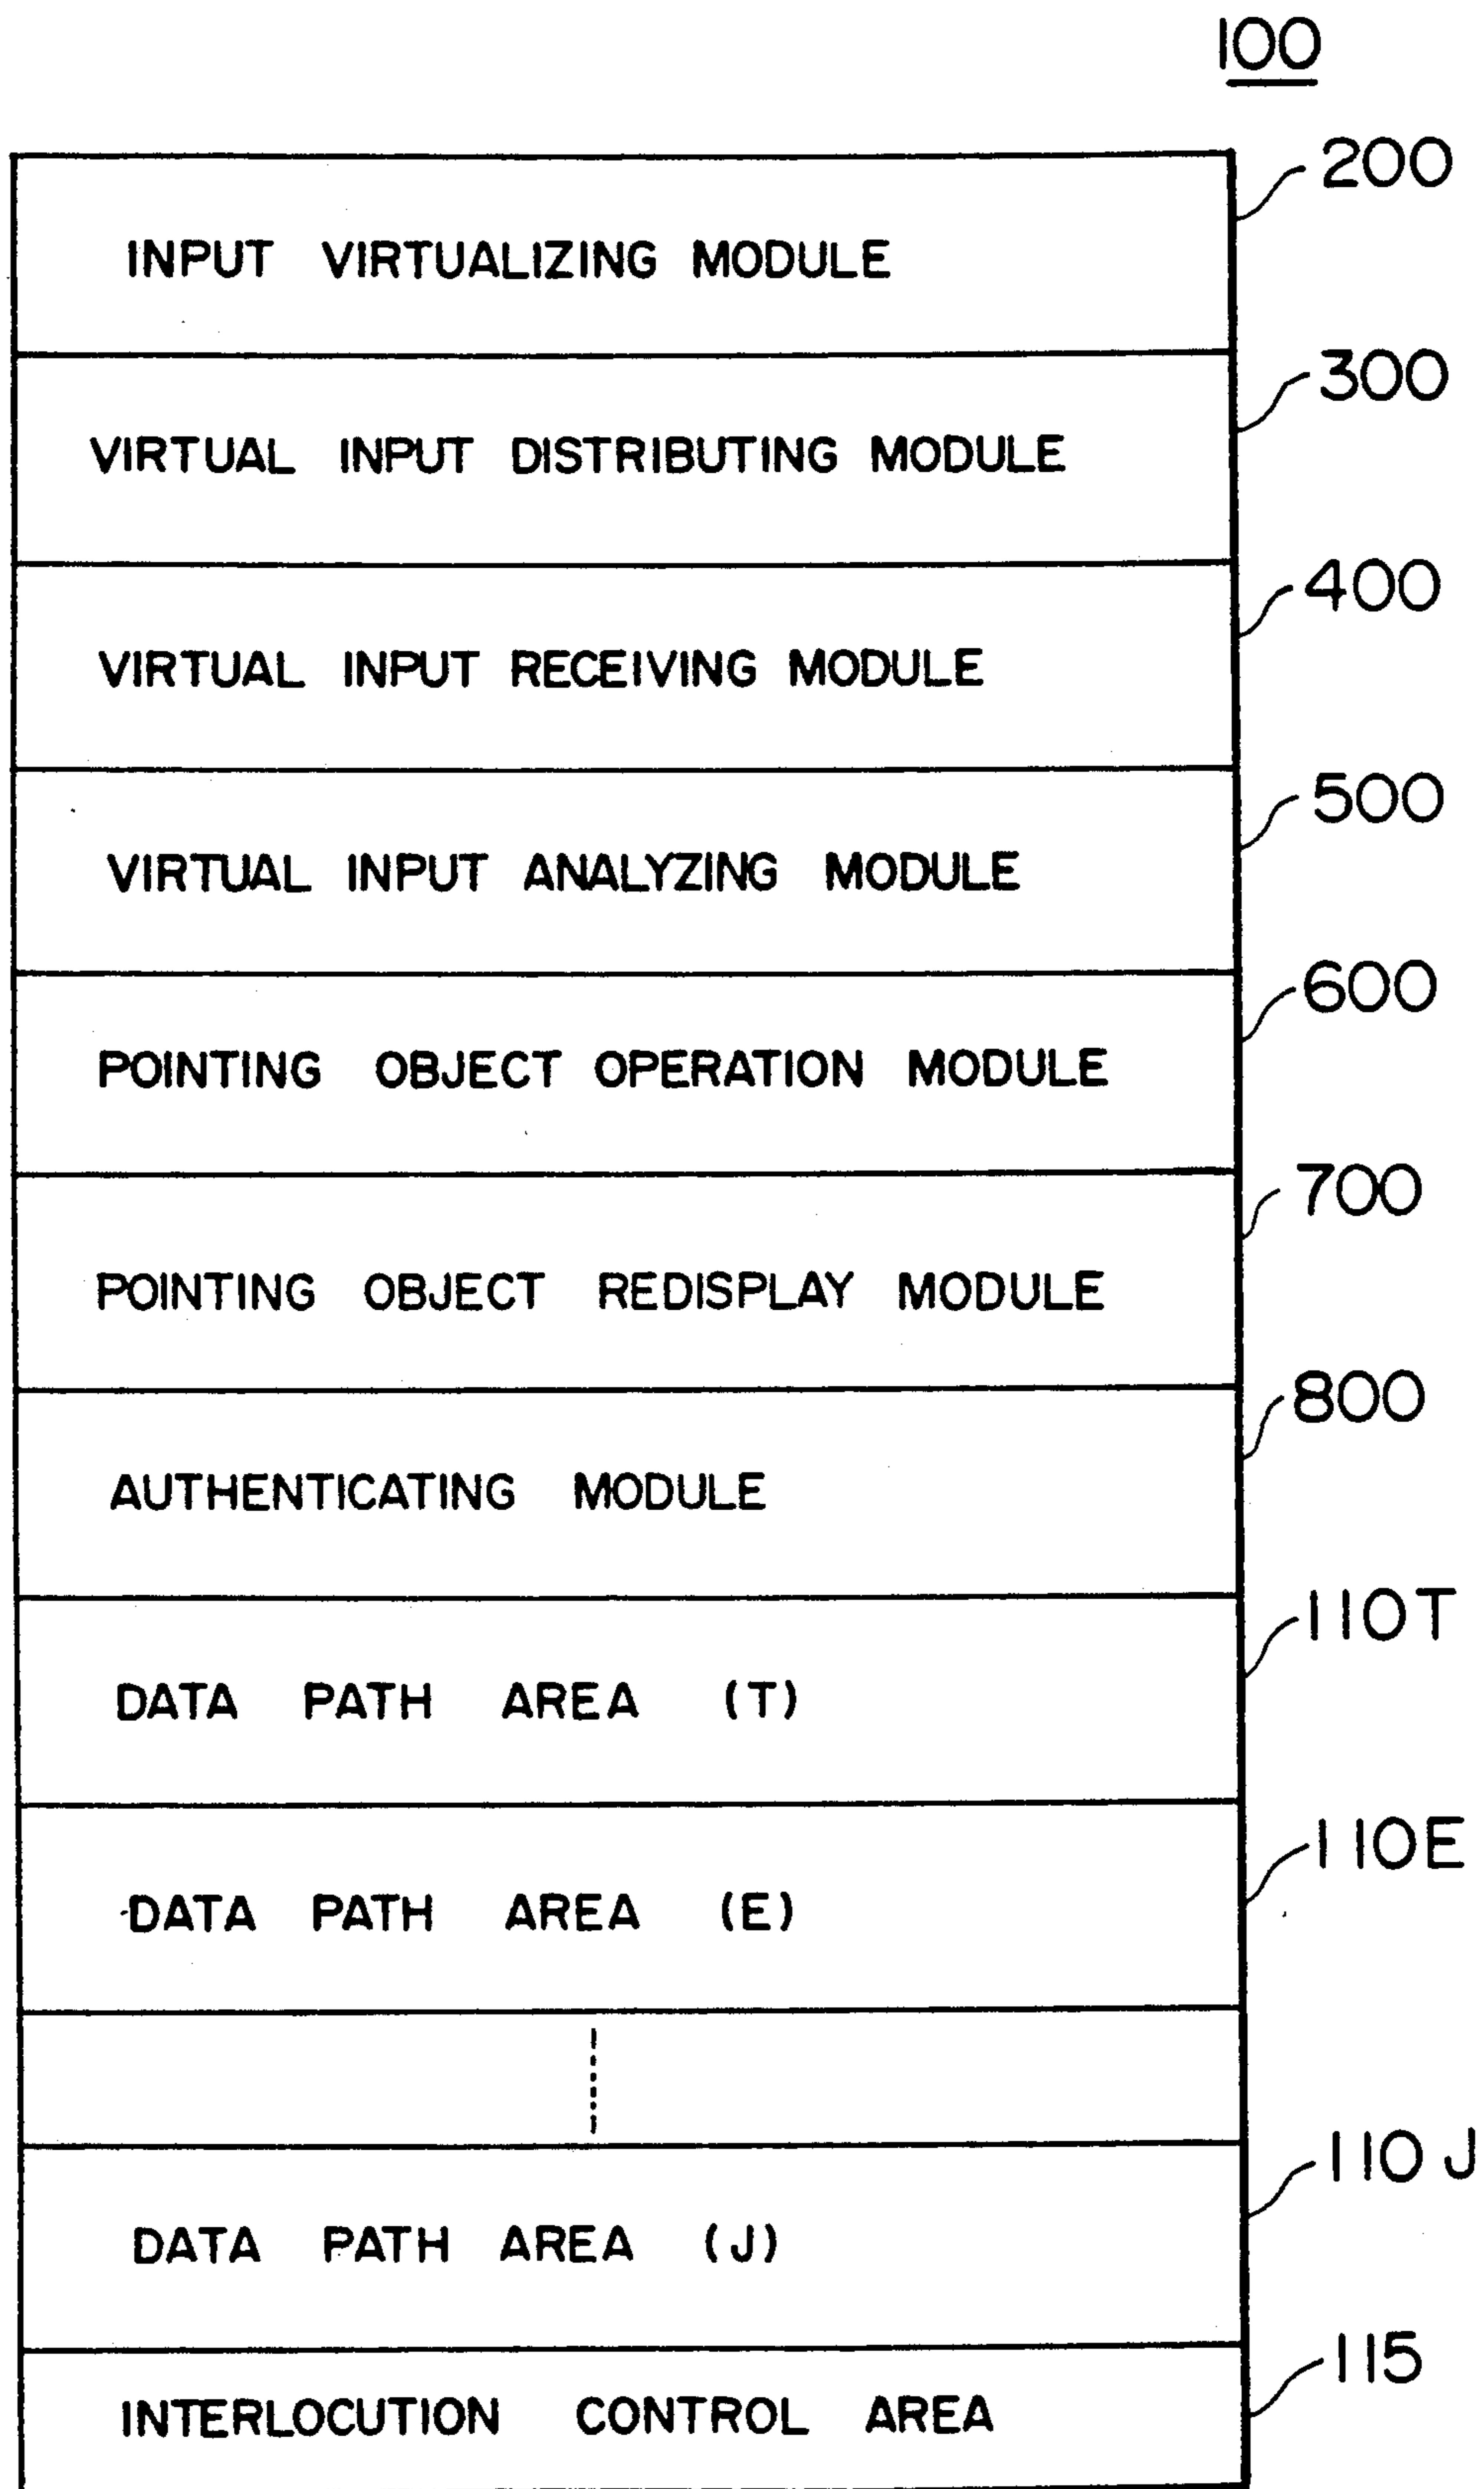 100
200
INPUT VIRTUALIZING MODULE
300
VIRTUAL INPUT DISTRIBUTING MODULE
400
VIRTUAL INPUT RECEIVING MODULE
500
VIRTUAL INPUT ANALYZING MODULE
600
POINTING OBJECT OPERATION MODULE
700
POINTING OBJECT REDISPLAY MODULE
800
AUTHENTICATING MODULE
110T
DATA PATH AREA (T)
110E
DATA PATH AREA (E)
110J
DATA PATH AREA (J)
115
INTERLOCUTION CONTROL AREA